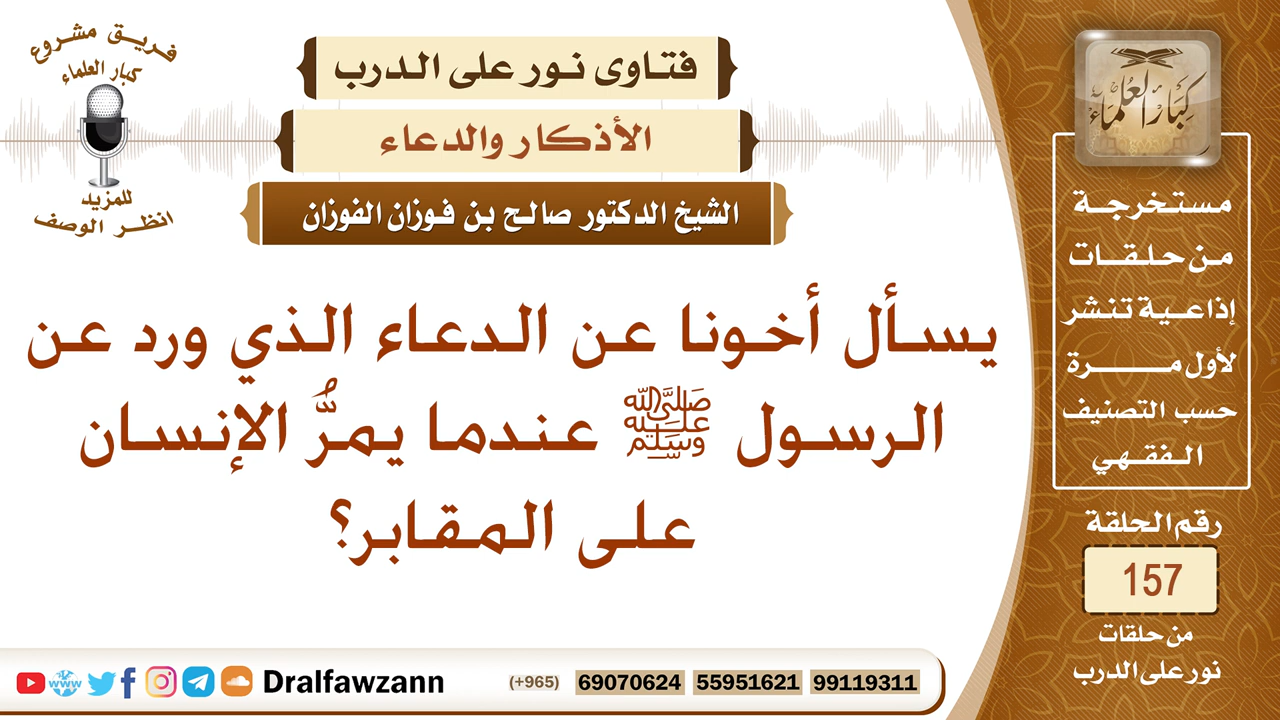 فريق مشروع
كبار العلماء
للمزيد
انظر الوصف
فتاوى نور على الدرب
الأذكار والدعاء
الشيخ الدكتور صالح بن فوزان الفوزان
يسأل أخونا عن الدعاء الذي ورد عن
الرسول ﷺ عندما يمرُّ الإنسان
على المقابر؟
كبار العلماء
مستخرجة
من حلقات
إذاعية تنشر
لأول مرة
حسب التصنيف
الفقهي
رقم الحلقة
157
من حلقات
نور على الدرب
www Dralfawzann (+965) 69070624 55951621 99119311